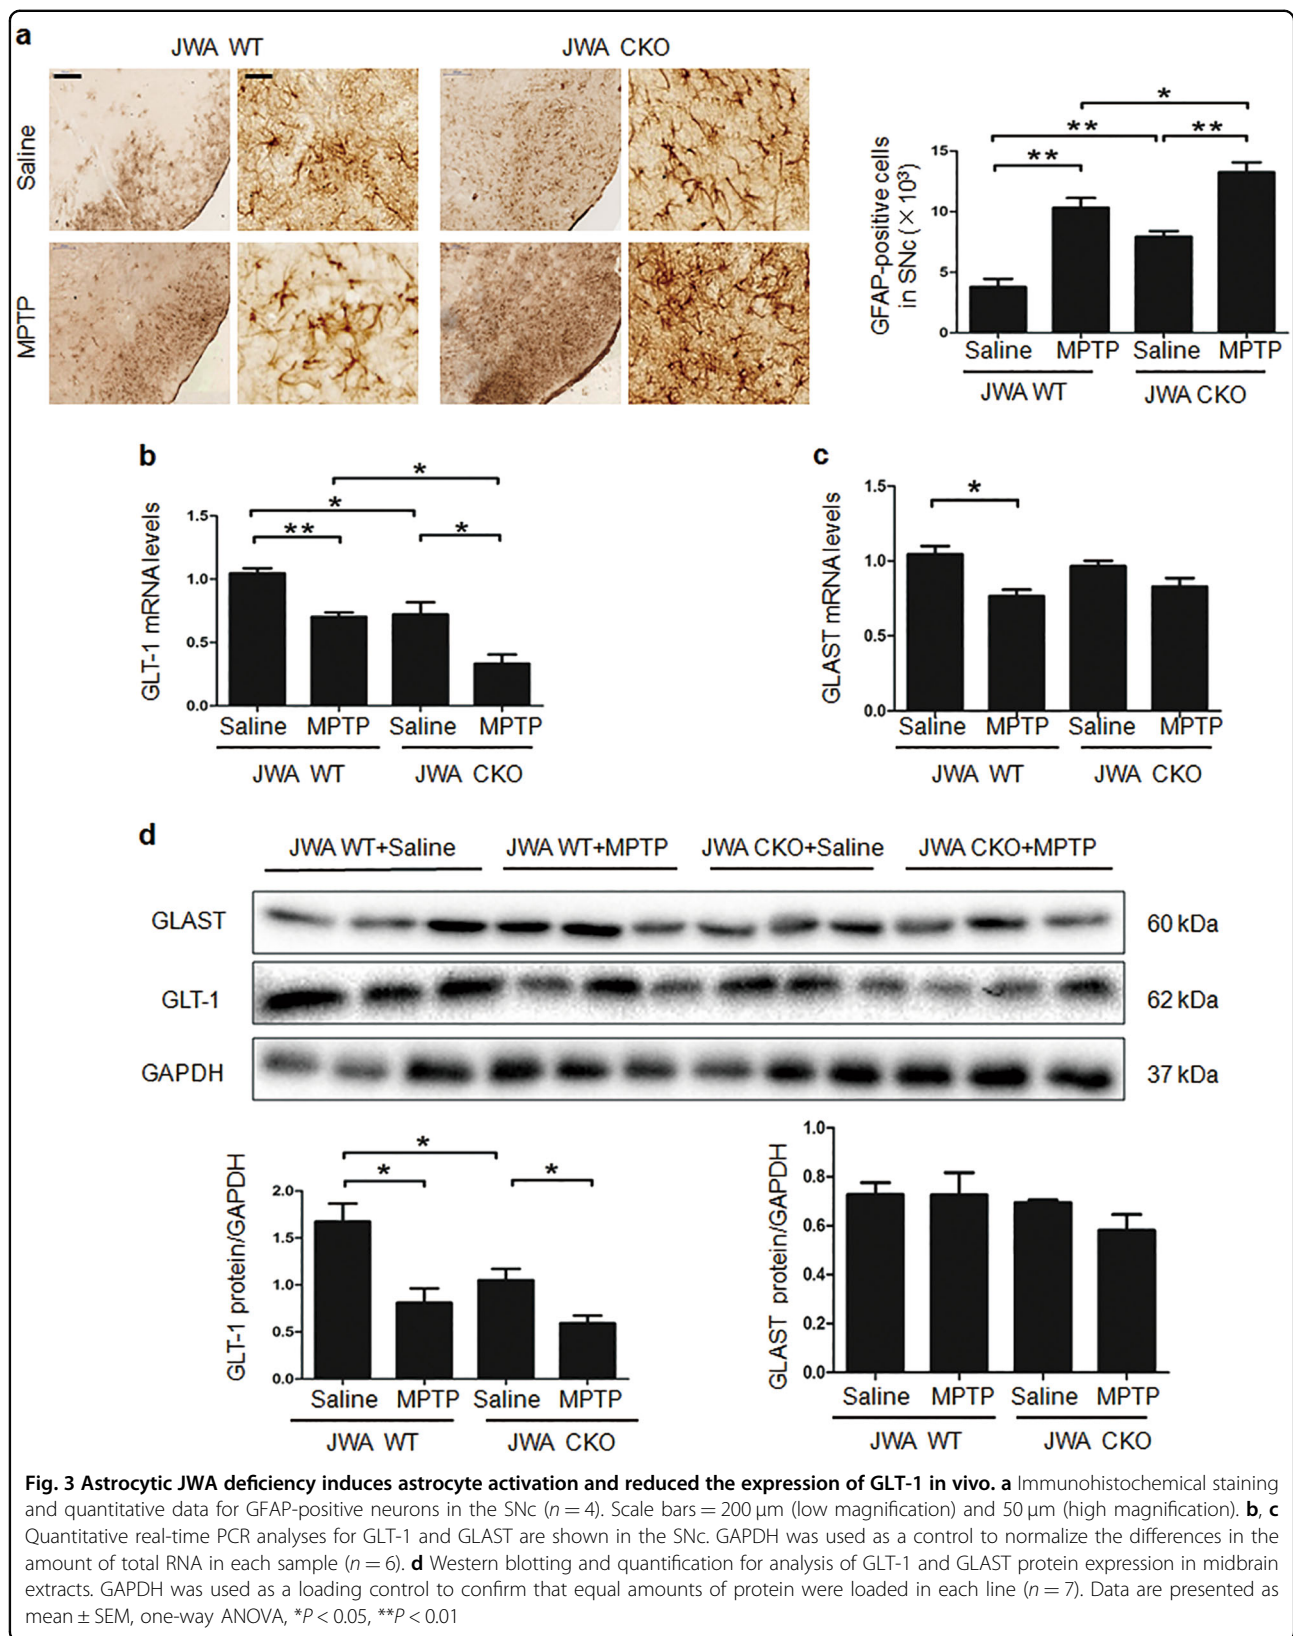 a
JWA WT
JWA CKO
Saline
MPTP
GFAP-positive cells
in SNc (×10³)
15
10
5
0
**
**
**
*
Saline MPTP Saline MPTP
JWA WT JWA CKO
b
GLT-1 mRNA levels
1.5
1.0
0.5
0.0
**
*
*
*
Saline MPTP Saline MPTP
JWA WT JWA CKO
c
GLAST mRNA levels
1.5
1.0
0.5
0.0
*
Saline MPTP Saline MPTP
JWA WT JWA CKO
d
JWA WT+Saline JWA WT+MPTP JWA CKO+Saline JWA CKO+MPTP
GLAST 60 kDa
GLT-1 62 kDa
GAPDH 37 kDa
GLT-1 protein/GAPDH
2.0
1.5
1.0
0.5
0.0
*
*
*
Saline MPTP Saline MPTP
JWA WT JWA CKO
GLAST protein/GAPDH
1.0
0.8
0.6
0.4
0.2
0.0
Saline MPTP Saline MPTP
JWA WT JWA CKO
Fig. 3 Astrocytic JWA deficiency induces astrocyte activation and reduced the expression of GLT-1 in vivo. a Immunohistochemical staining
and quantitative data for GFAP-positive neurons in the SNc (n = 4). Scale bars = 200 μm (low magnification) and 50 μm (high magnification). b, c
Quantitative real-time PCR analyses for GLT-1 and GLAST are shown in the SNc. GAPDH was used as a control to normalize the differences in the
amount of total RNA in each sample (n = 6). d Western blotting and quantification for analysis of GLT-1 and GLAST protein expression in midbrain
extracts. GAPDH was used as a loading control to confirm that equal amounts of protein were loaded in each line (n = 7). Data are presented as
mean ± SEM, one-way ANOVA, *P < 0.05, **P < 0.01